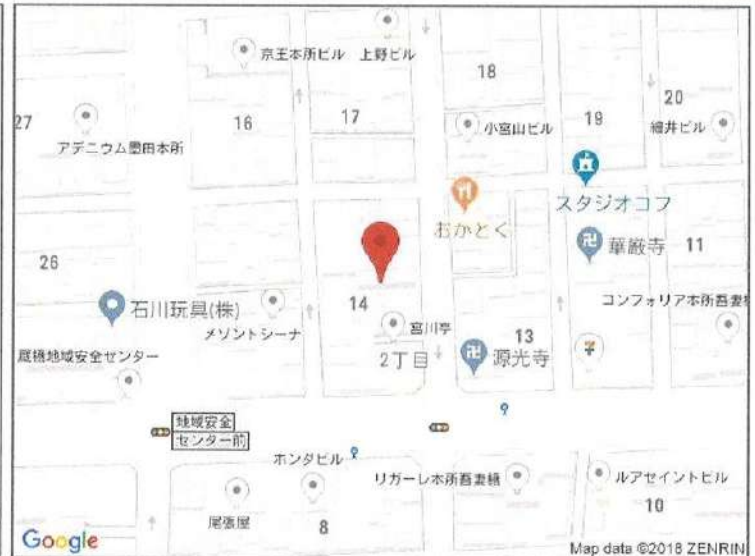 京王本所ビル
上野ビル
18
27
アデニウム墨田本所
16
17
小宮山ビル
19
20
細井ビル
スタジオコフ
おかとく
華厳寺
11
26
石川玩具(株)
14
メゾントシーナ
宮川亭
コンフォリア本所吾妻橋
厩橋地域安全センター
2丁目
13
源光寺
地域安全
センター前
ホンダビル
リガーレ本所吾妻橋
ルアセイントビル
尾張屋
8
10
Google
Map data ©2018 ZENRIN